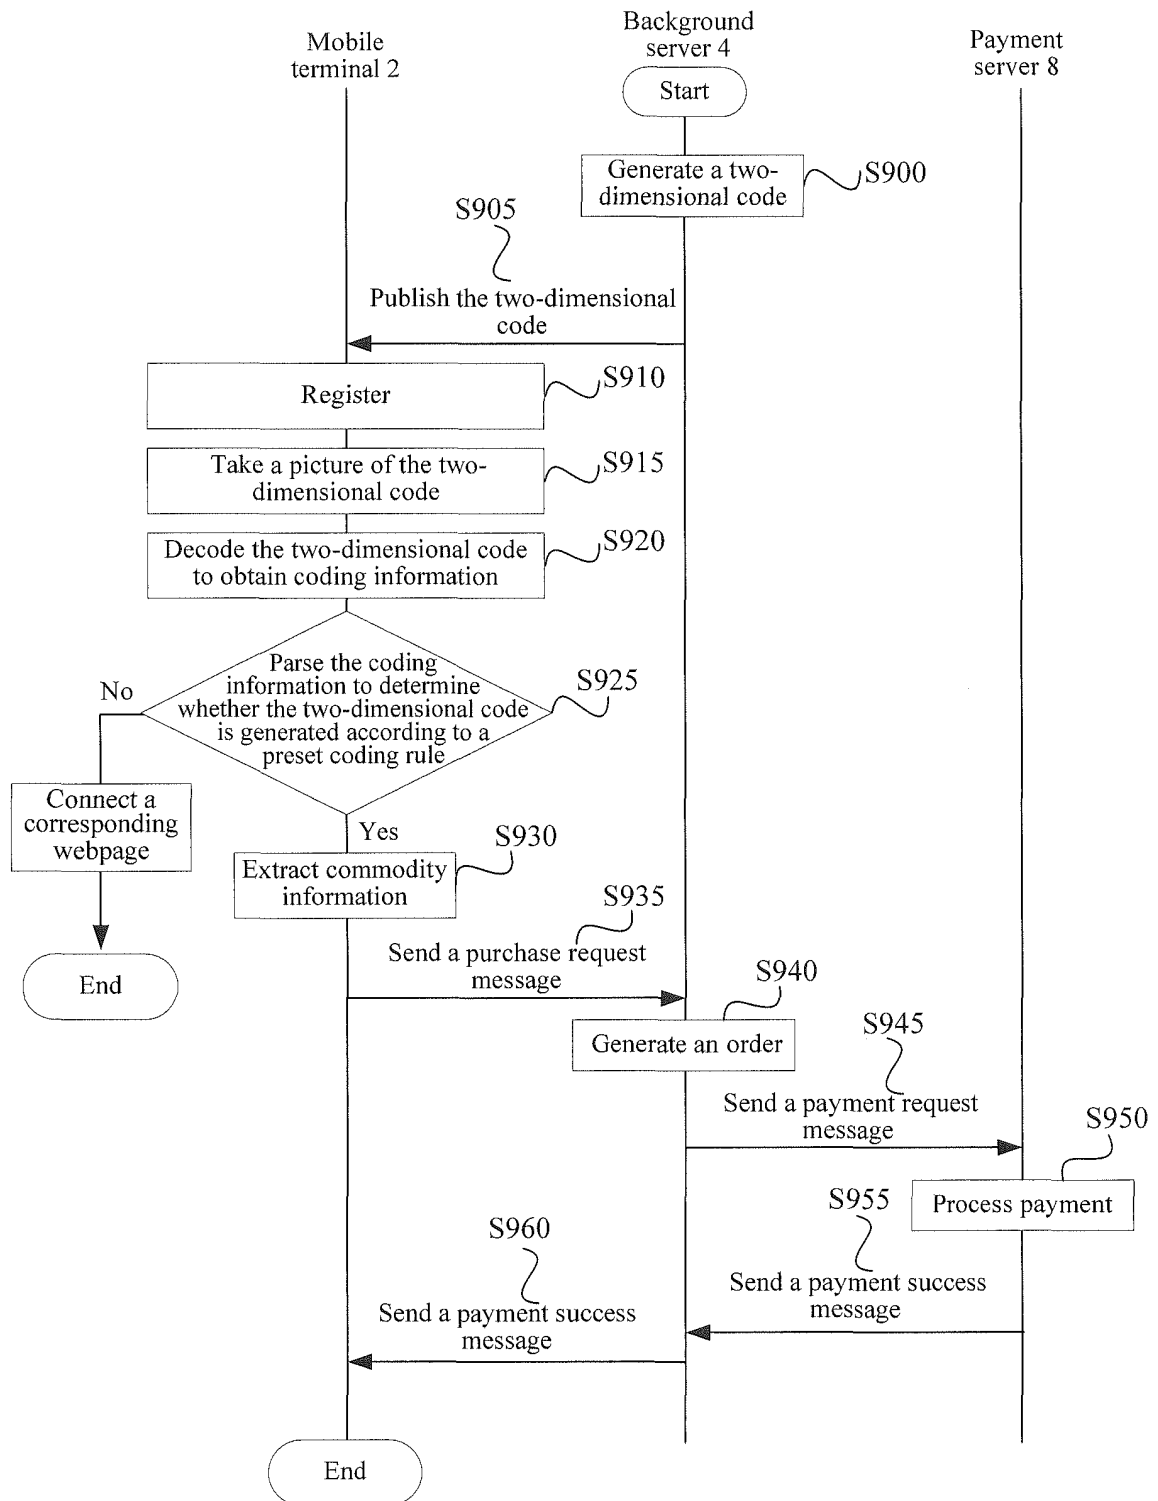 Mobile
terminal 2
Background
server 4
Payment
server 8
Start
Generate a two-
dimensional code
S900
S905
Publish the two-dimensional
code
Register
S910
Take a picture of the two-
dimensional code
S915
Decode the two-dimensional code
to obtain coding information
S920
Parse the coding
information to determine
whether the two-dimensional code
is generated according to a
preset coding rule
S925
No
Connect a
corresponding
webpage
End
Yes
Extract commodity
information
S930
S935
Send a purchase request
message
S940
Generate an order
S945
Send a payment request
message
S950
Process payment
S955
Send a payment success
message
S960
Send a payment success
message
End